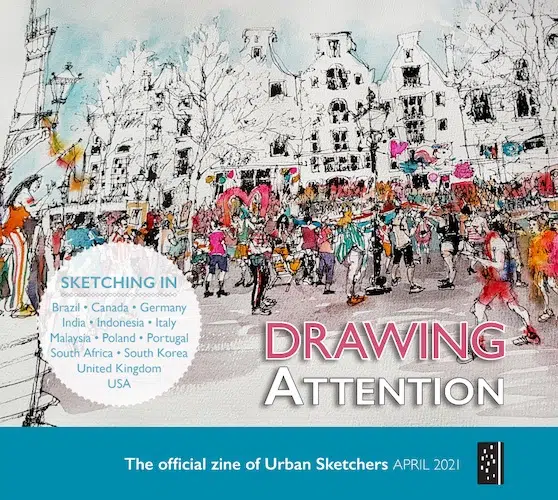 SKETCHING IN
Brazil • Canada • Germany
India • Indonesia • Italy
Malaysia • Poland • Portugal
South Africa • South Korea
United Kingdom
USA
DRAWING
ATTENTION
The official zine of Urban Sketchers APRIL 2021